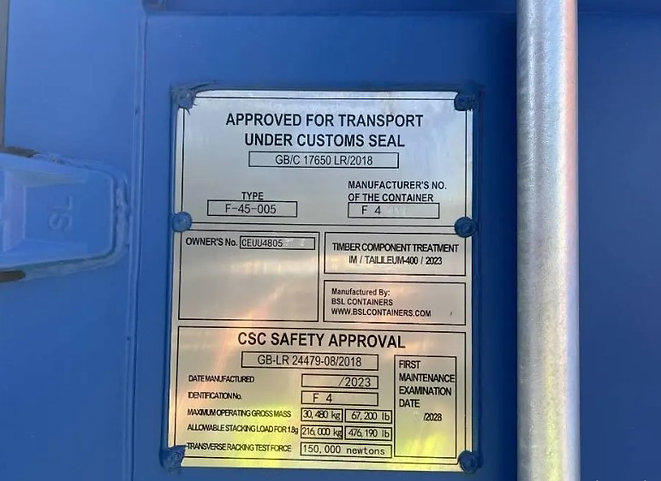 APPROVED FOR TRANSPORT
UNDER CUSTOMS SEAL
GB/C 17650 LR/2018
TYPE
F-45-005
MANUFACTURER'S NO.
OF THE CONTAINER
F 4
OWNER'S No. CEUU4805
TIMBER COMPONENT TREATMENT
IM / TAILILEUM-400 / 2023
Manufactured By:
BSL CONTAINERS
WWW.BSLCONTAINERS.COM
CSC SAFETY APPROVAL
GB-LR 24479-08/2018
DATE MANUFACTURED /2023
IDENTIFICATION No. F 4
MAXIMUM OPERATING GROSS MASS 30,480 kg 67,200 lb
ALLOWABLE STACKING LOAD FOR 1.8g 216,000 kg 476,190 lb
TRANSVERSE RACKING TEST FORCE 150,000 newtons
FIRST
MAINTENANCE
EXAMINATION
DATE
/2028
SL